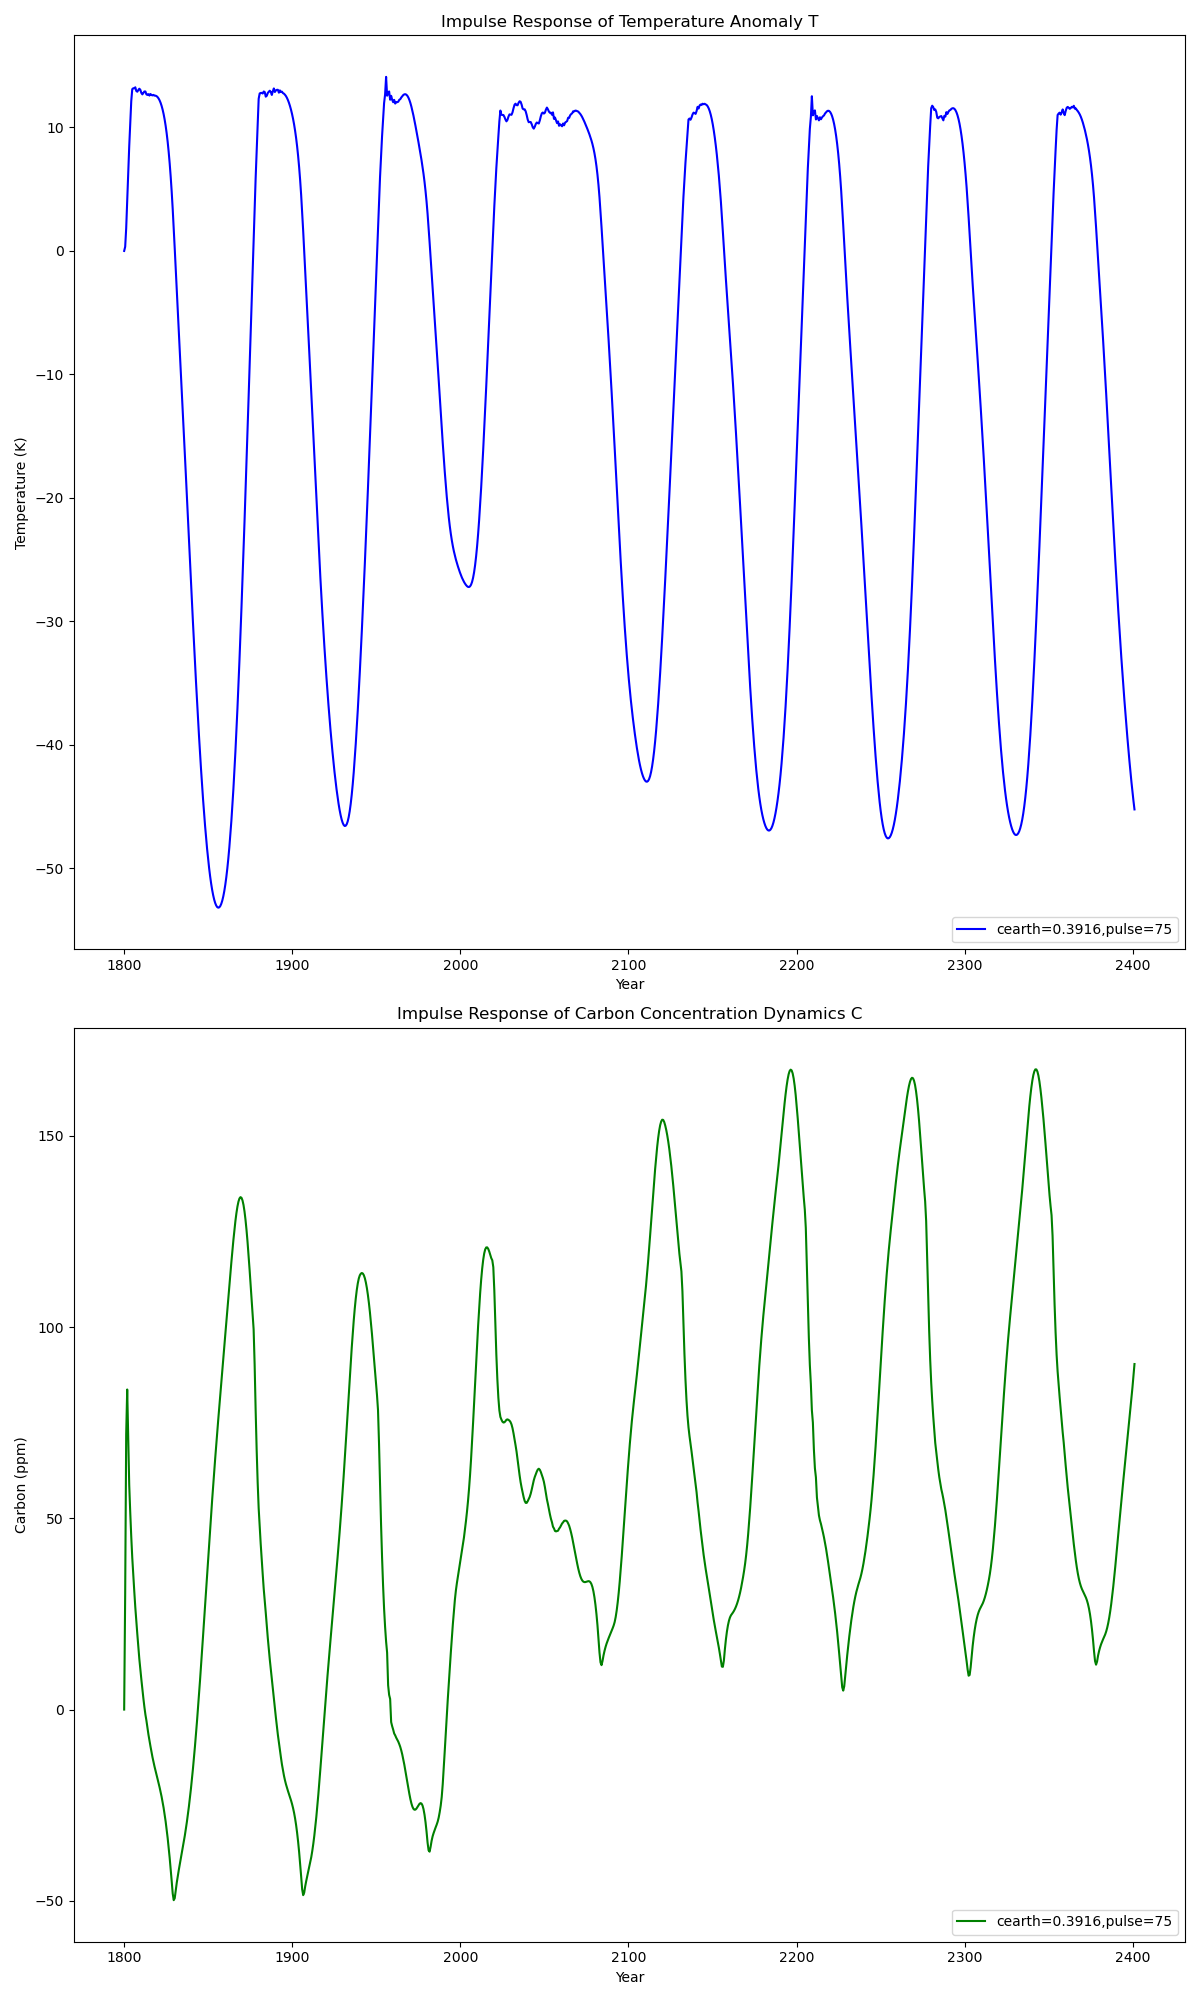 Impulse Response of Temperature Anomaly T
Temperature (K)
10
0
−10
−20
−30
−40
−50
1800 1900 2000 2100 2200 2300 2400
Year
cearth=0.3916,pulse=75
Impulse Response of Carbon Concentration Dynamics C
Carbon (ppm)
150
100
50
0
−50
1800 1900 2000 2100 2200 2300 2400
Year
cearth=0.3916,pulse=75